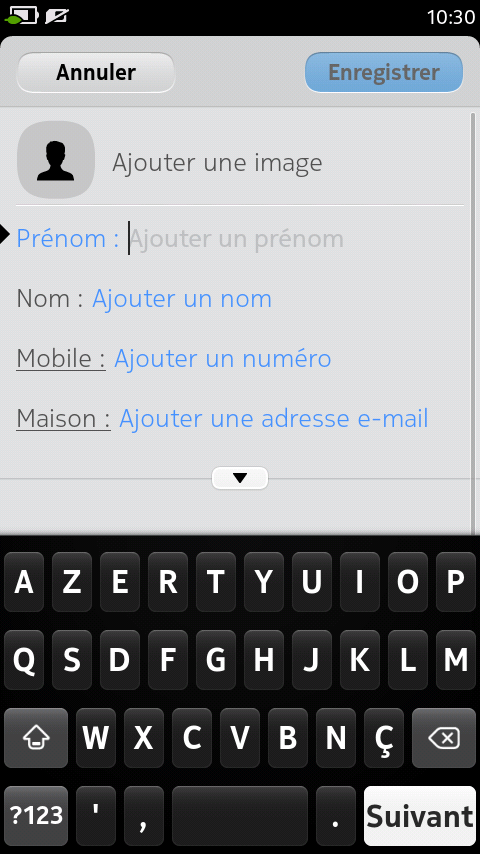 10:30
Annuler Enregistrer
Ajouter une image
Prénom : Ajouter un prénom
Nom : Ajouter un nom
Mobile : Ajouter un numéro
Maison : Ajouter une adresse e-mail
A Z E R T Y U I O P
Q S D F G H J K L M
W X C V B N Ç
?123 ' , . Suivant